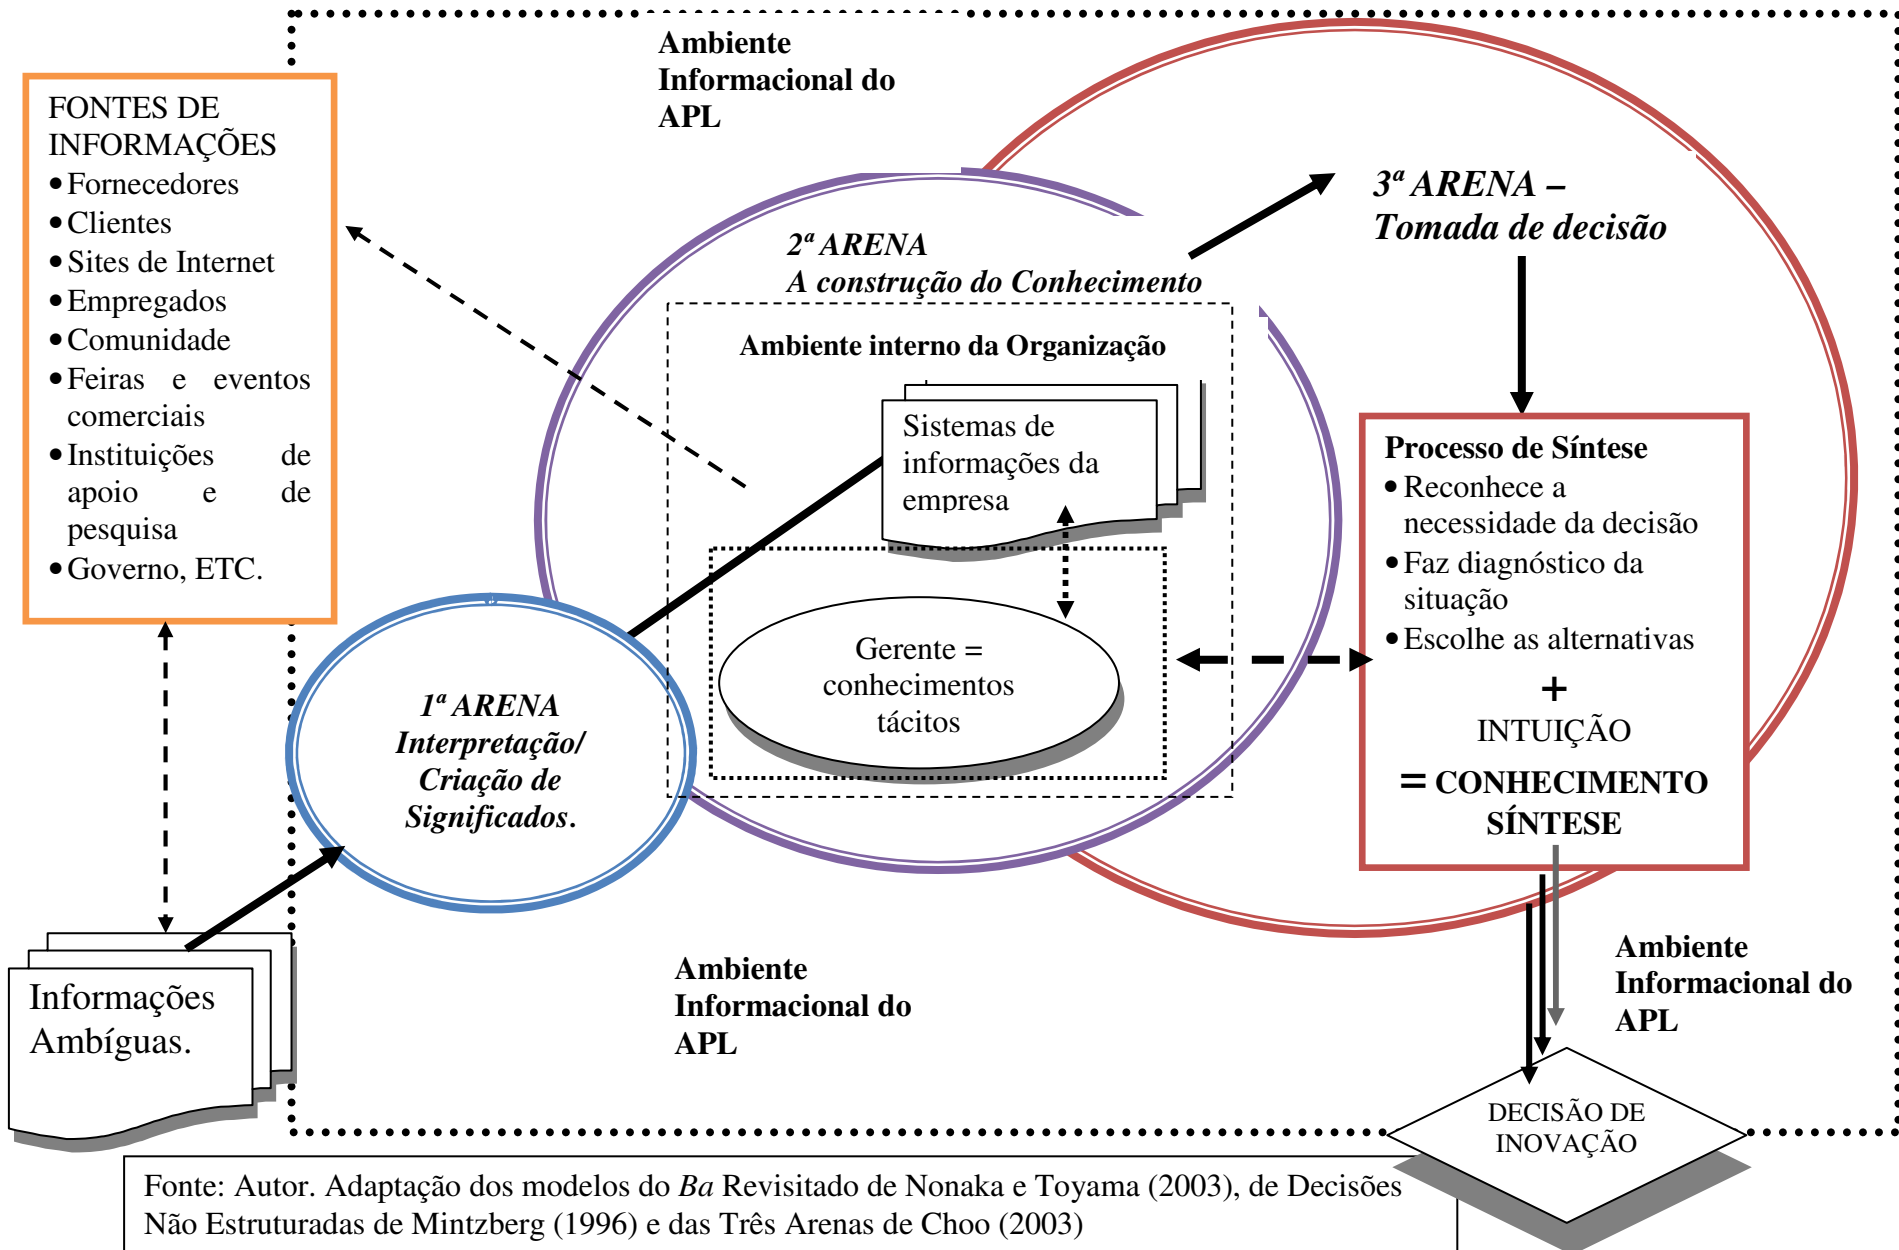 Ambiente
Informacional do
APL
FONTES DE
INFORMAÇÕES
• Fornecedores
• Clientes
• Sites de Internet
• Empregados
• Comunidade
• Feiras e eventos
comerciais
• Instituições de
apoio e de
pesquisa
• Governo, ETC.
Informações
Ambíguas.
1ª ARENA
Interpretação/
Criação de
Significados.
2ª ARENA
A construção do Conhecimento
Ambiente interno da Organização
Sistemas de
informações da
empresa
Gerente =
conhecimentos
tácitos
3ª ARENA –
Tomada de decisão
Processo de Síntese
• Reconhece a
necessidade da decisão
• Faz diagnóstico da
situação
• Escolhe as alternativas
+
INTUIÇÃO
= CONHECIMENTO
SÍNTESE
Ambiente
Informacional do
APL
Ambiente
Informacional do
APL
DECISÃO DE
INOVAÇÃO
Fonte: Autor. Adaptação dos modelos do Ba Revisitado de Nonaka e Toyama (2003), de Decisões
Não Estruturadas de Mintzberg (1996) e das Três Arenas de Choo (2003)